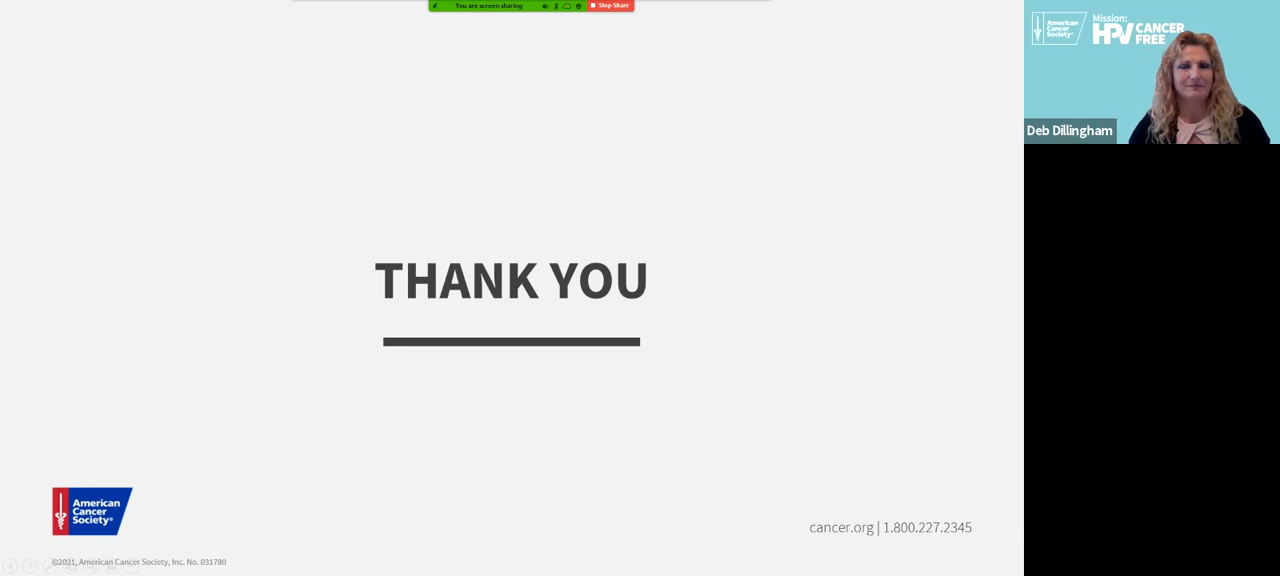 You are screen sharing
Stop Share
American
Cancer
Society®
Mission:
HPV CANCER
FREE
Deb Dillingham
THANK YOU
American
Cancer
Society®
cancer.org | 1.800.227.2345
©2021, American Cancer Society, Inc. No. 031780